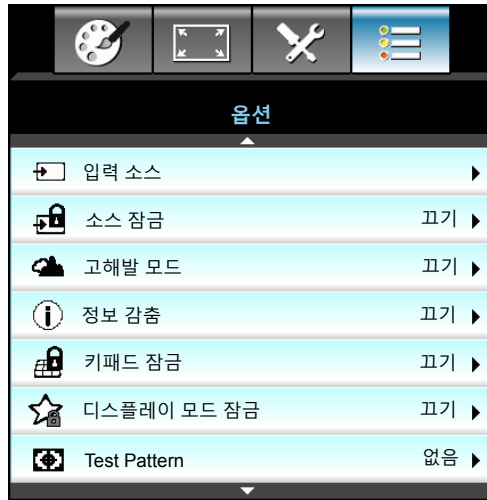 옵션
입력 소스
소스 잠금 끄기
고해발 모드 끄기
정보 감춤 끄기
키패드 잠금 끄기
디스플레이 모드 잠금 끄기
Test Pattern 없음